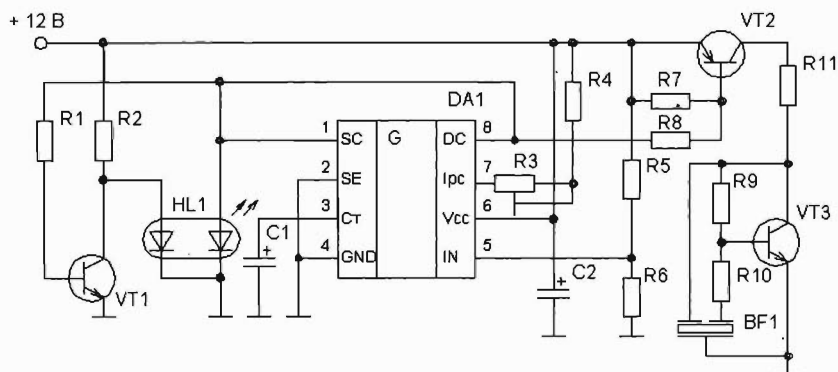 + 12 В
VT2
R11
R1
R2
DA1
R4
R7
R8
1
SC
G
DC
8
2
SE
Ipc
7
R3
3
Ст
Vcc
6
4
GND
IN
5
HL1
C1
C2
R5
R6
R9
R10
VT3
VT1
BF1